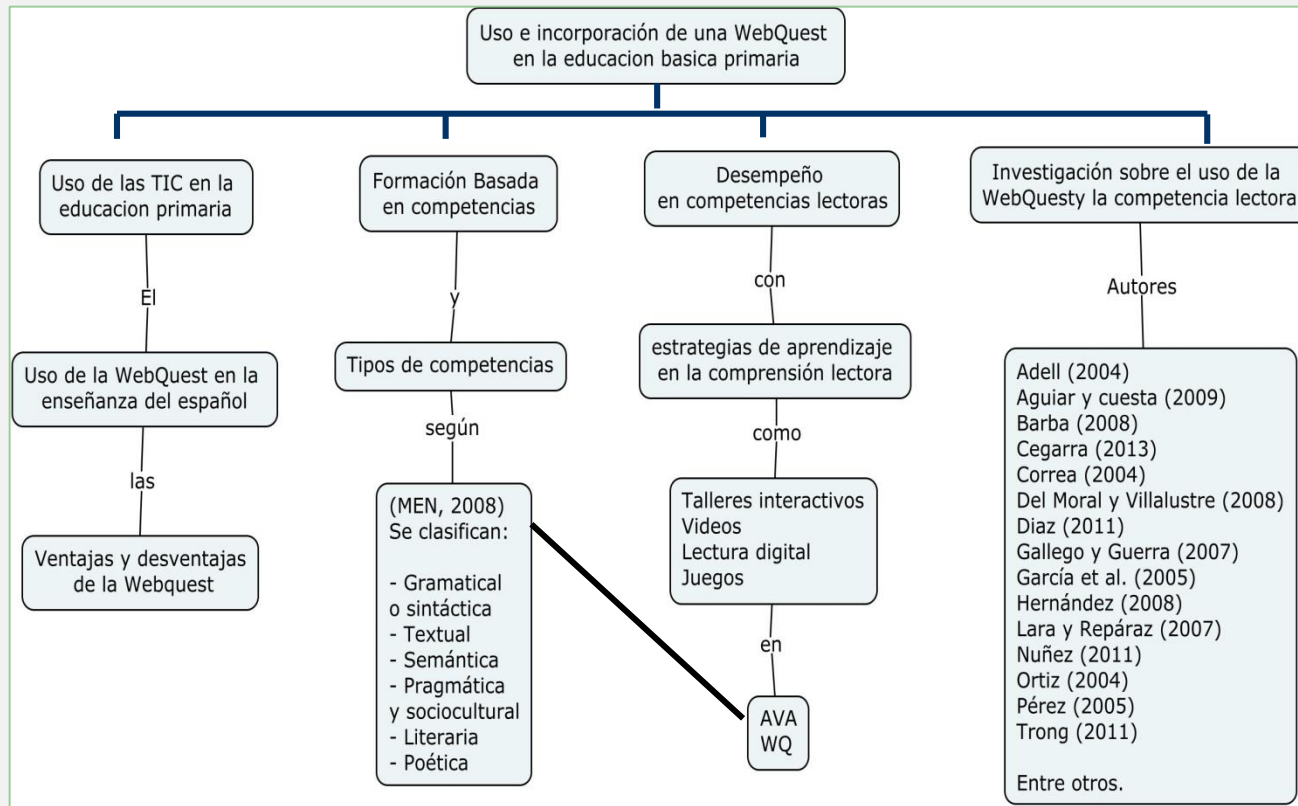 Uso e incorporación de una WebQuest
en la educacion basica primaria
Uso de las TIC en la
educacion primaria
El
Uso de la WebQuest en la
enseñanza del español
las
Ventajas y desventajas
de la Webquest
Formación Basada
en competencias
y
Tipos de competencias
según
(MEN, 2008)
Se clasifican:
- Gramatical
o sintáctica
- Textual
- Semántica
- Pragmática
y sociocultural
- Literaria
- Poética
Desempeño
en competencias lectoras
con
estrategias de aprendizaje
en la comprensión lectora
como
Talleres interactivos
Videos
Lectura digital
Juegos
en
AVA
WQ
Investigación sobre el uso de la
WebQuesty la competencia lectora
Autores
Adell (2004)
Aguiar y cuesta (2009)
Barba (2008)
Cegarra (2013)
Correa (2004)
Del Moral y Villalustre (2008)
Diaz (2011)
Gallego y Guerra (2007)
García et al. (2005)
Hernández (2008)
Lara y Repáraz (2007)
Nuñez (2011)
Ortiz (2004)
Pérez (2005)
Trong (2011)
Entre otros.